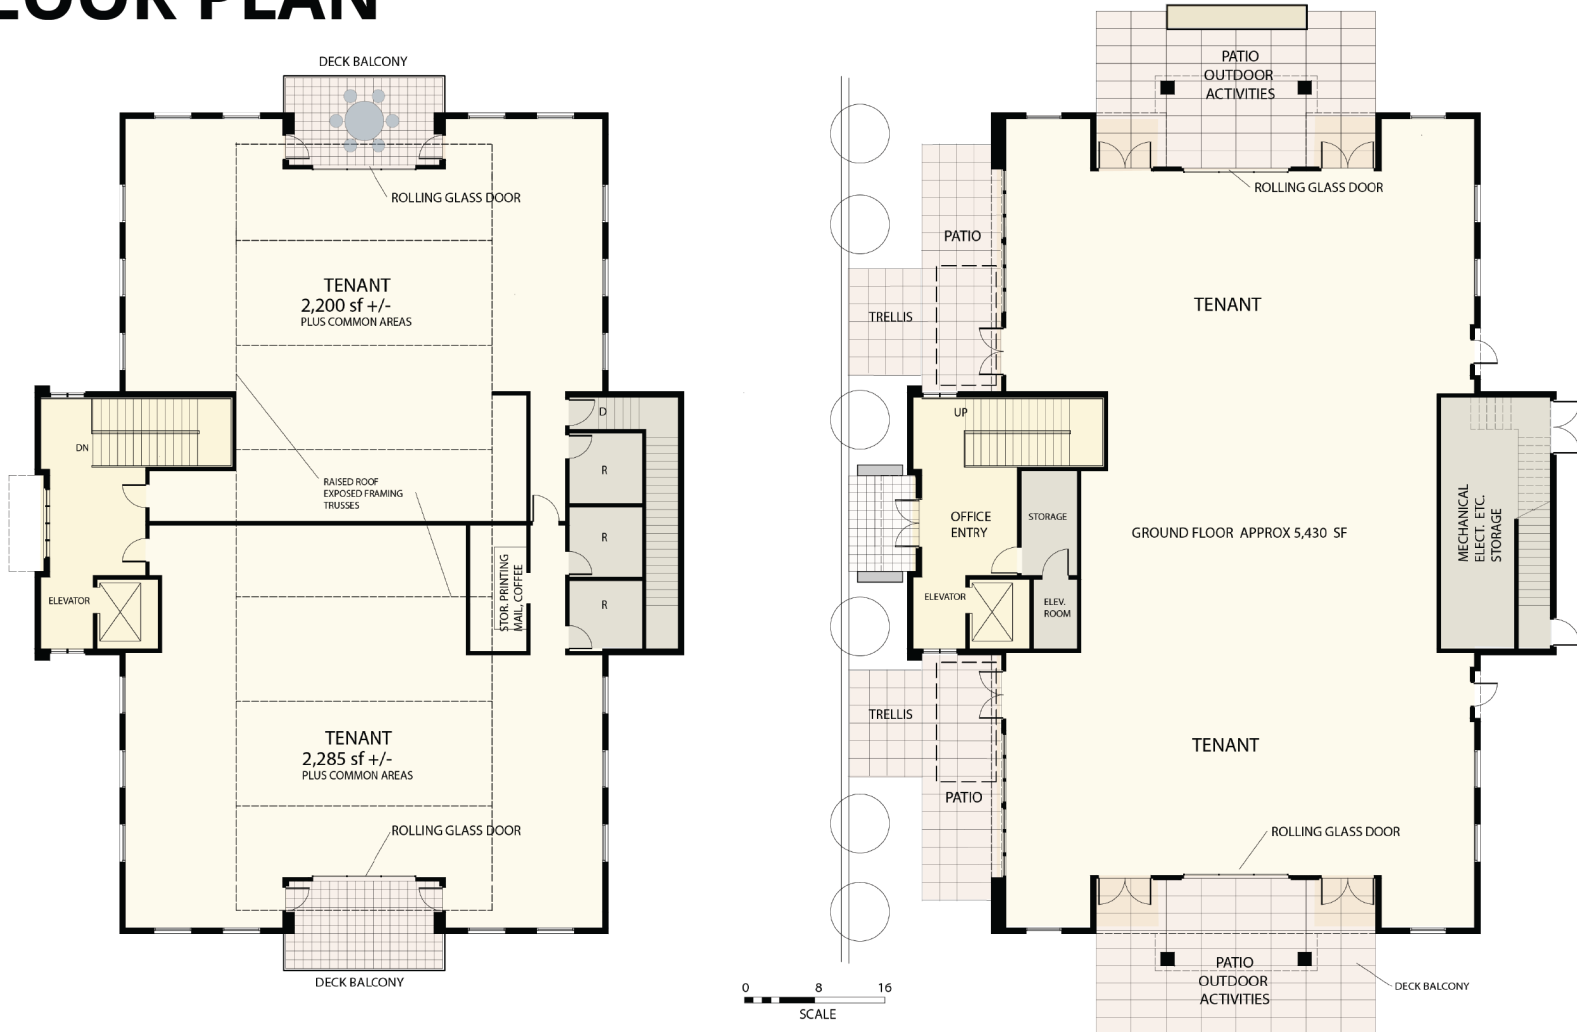 LOOR PLAN
DECK BALCONY
ROLLING GLASS DOOR
TENANT
2,200 sf +/-
PLUS COMMON AREAS
DN
RAISED ROOF
EXPOSED FRAMING
TRUSSES
D
R
R
R
ELEVATOR
STOR. PRINTING
MAIL, COFFEE
TENANT
2,285 sf +/-
PLUS COMMON AREAS
ROLLING GLASS DOOR
DECK BALCONY
PATIO
OUTDOOR
ACTIVITIES
ROLLING GLASS DOOR
PATIO
TRELLIS
TENANT
UP
OFFICE
ENTRY
STORAGE
GROUND FLOOR APPROX 5,430 SF
MECHANICAL
ELECT. ETC.
STORAGE
ELEVATOR
ELEV.
ROOM
TRELLIS
PATIO
TENANT
ROLLING GLASS DOOR
PATIO
OUTDOOR
ACTIVITIES
DECK BALCONY
0 8 16
SCALE